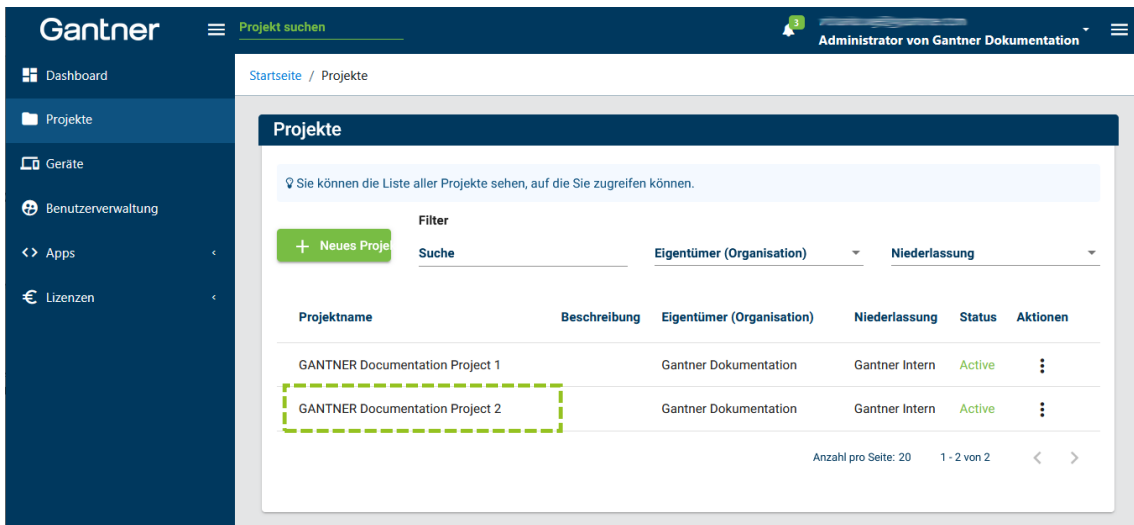 Gantner
Projekt suchen
3
Administrator von Gantner Dokumentation
Dashboard
Projekte
Geräte
Benutzerverwaltung
Apps
Lizenzen
Startseite / Projekte
Projekte
Sie können die Liste aller Projekte sehen, auf die Sie zugreifen können.
Filter
+ Neues Projek
Suche Eigentümer (Organisation) Niederlassung
Projektname Beschreibung Eigentümer (Organisation) Niederlassung Status Aktionen
GANTNER Documentation Project 1 Gantner Dokumentation Gantner Intern Active
GANTNER Documentation Project 2 Gantner Dokumentation Gantner Intern Active
Anzahl pro Seite: 20 1 - 2 von 2